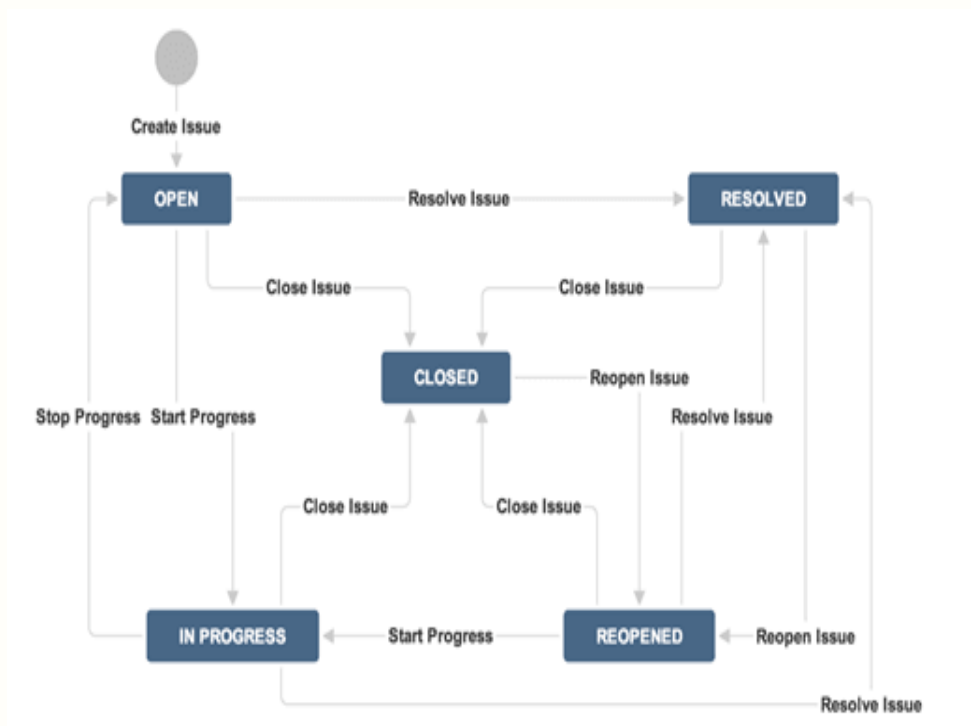 Create Issue
OPEN
Resolve Issue
RESOLVED
Close Issue
Close Issue
CLOSED
Reopen Issue
Stop Progress
Start Progress
Resolve Issue
Close Issue
Close Issue
IN PROGRESS
Start Progress
REOPENED
Reopen Issue
Resolve Issue